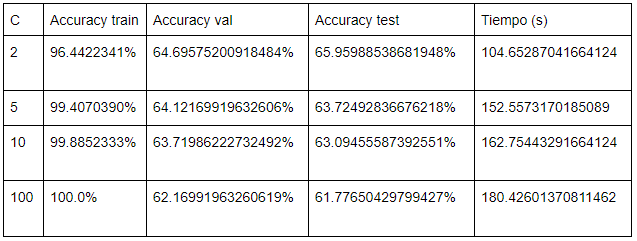 C Accuracy train Accuracy val Accuracy test Tiempo (s)
2 96.4422341% 64.69575200918484% 65.95988538681948% 104.65287041664124
5 99.4070390% 64.12169919632606% 63.72492836676218% 152.5573170185089
10 99.8852333% 63.71986222732492% 63.09455587392551% 162.75443291664124
100 100.0% 62.16991963260619% 61.77650429799427% 180.42601370811462